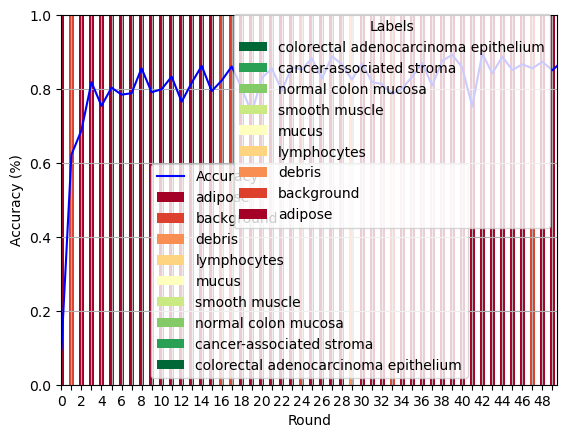 Labels
colorectal adenocarcinoma epithelium
cancer-associated stroma
normal colon mucosa
smooth muscle
mucus
lymphocytes
debris
background
adipose
Accuracy
adipose
background
debris
lymphocytes
mucus
smooth muscle
normal colon mucosa
cancer-associated stroma
colorectal adenocarcinoma epithelium
Accuracy (%)
1.0
0.8
0.6
0.4
0.2
0.0
0 2 4 6 8 10 12 14 16 18 20 22 24 26 28 30 32 34 36 38 40 42 44 46 48
Round